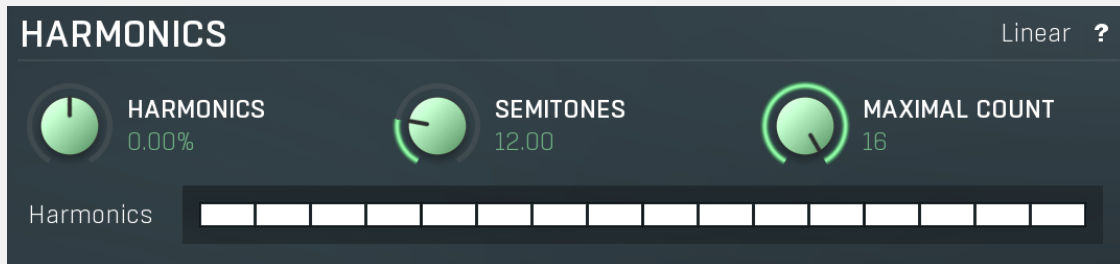 HARMONICS Linear ?
HARMONICS SEMITONES MAXIMAL COUNT
0.00% 12.00 16
Harmonics